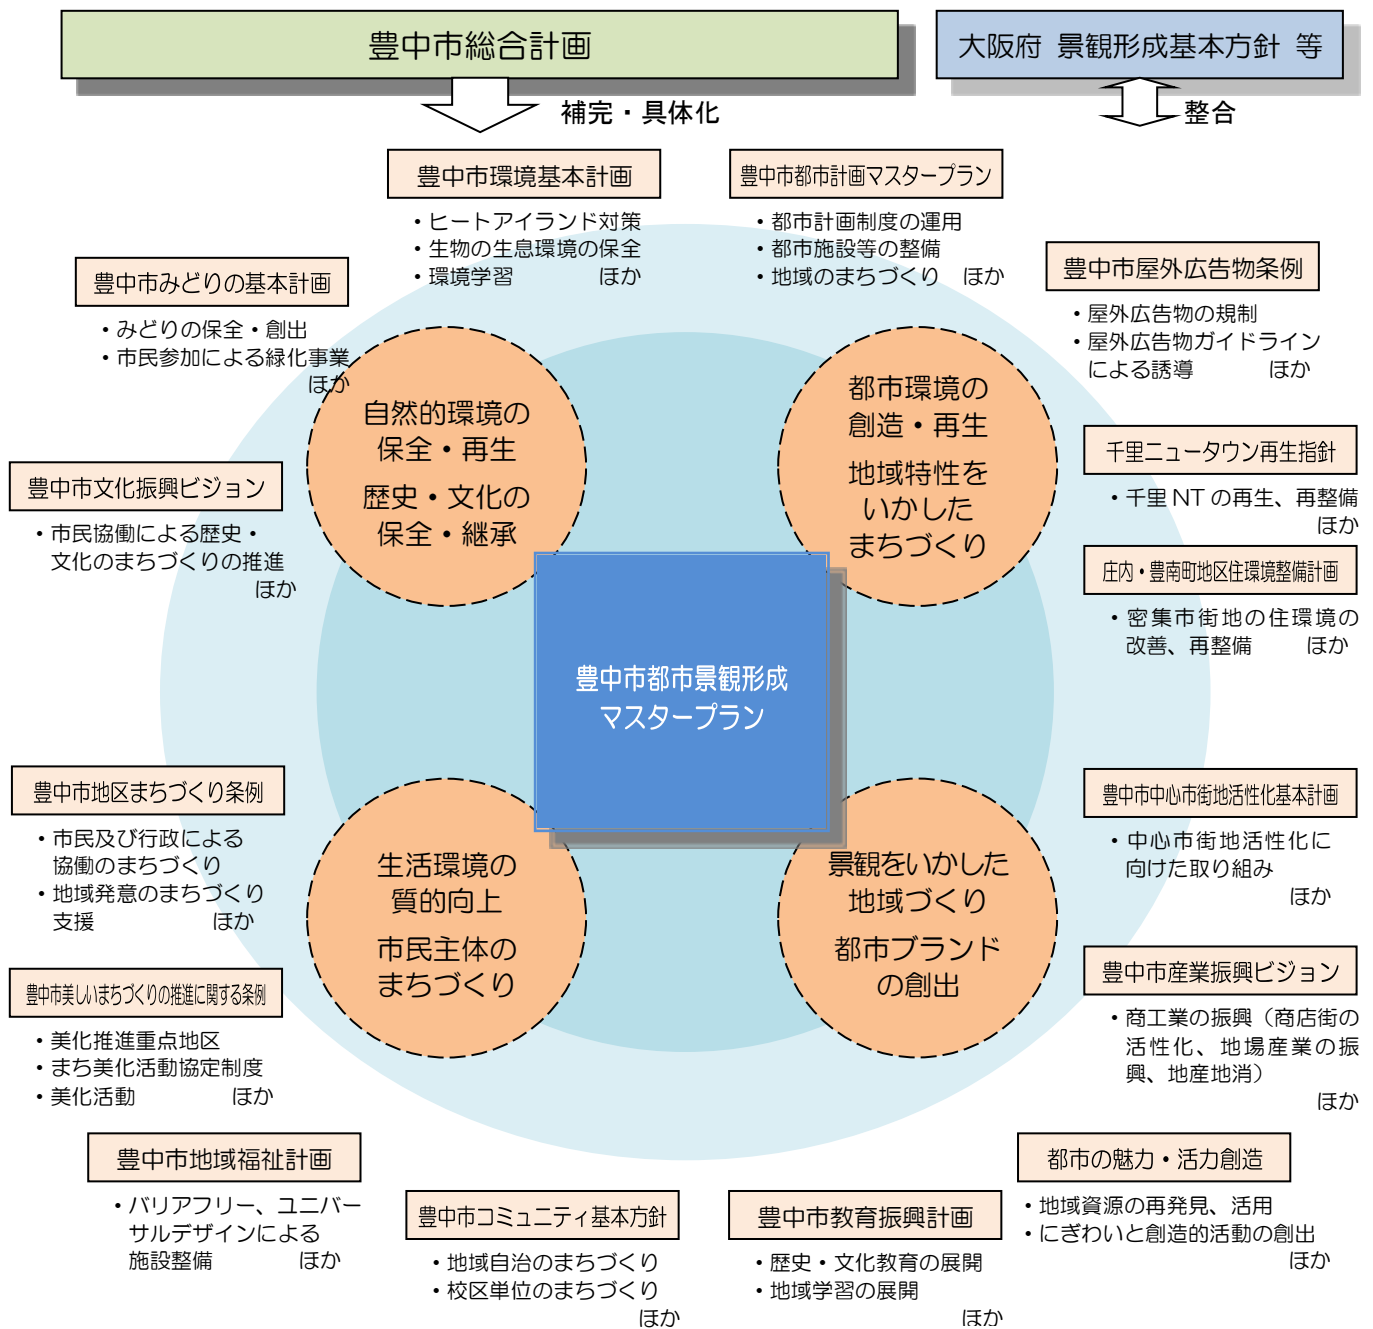 豊中市総合計画
大阪府 景観形成基本方針 等
補完・具体化
整合
豊中市環境基本計画
・ヒートアイランド対策
・生物の生息環境の保全
・環境学習 ほか
豊中市都市計画マスタープラン
・都市計画制度の運用
・都市施設等の整備
・地域のまちづくり ほか
豊中市みどりの基本計画
・みどりの保全・創出
・市民参加による緑化事業
ほか
豊中市屋外広告物条例
・屋外広告物の規制
・屋外広告物ガイドライン
による誘導 ほか
自然的環境の
保全・再生
歴史・文化の
保全・継承
都市環境の
創造・再生
地域特性を
いかした
まちづくり
豊中市文化振興ビジョン
・市民協働による歴史・
文化のまちづくりの推進
ほか
千里ニュータウン再生指針
・千里 NT の再生、再整備
ほか
庄内・豊南町地区住環境整備計画
・密集市街地の住環境の
改善、再整備 ほか
豊中市都市景観形成
マスタープラン
豊中市地区まちづくり条例
・市民及び行政による
協働のまちづくり
・地域発意のまちづくり
支援 ほか
豊中市中心市街地活性化基本計画
・中心市街地活性化に
向けた取り組み
ほか
生活環境の
質的向上
市民主体の
まちづくり
景観をいかした
地域づくり
都市ブランド
の創出
豊中市美しいまちづくりの推進に関する条例
・美化推進重点地区
・まち美化活動協定制度
・美化活動 ほか
豊中市産業振興ビジョン
・商工業の振興（商店街の
活性化、地場産業の振
興、地産地消）
ほか
豊中市地域福祉計画
・バリアフリー、ユニバー
サルデザインによる
施設整備 ほか
豊中市コミュニティ基本方針
・地域自治のまちづくり
・校区単位のまちづくり
ほか
豊中市教育振興計画
・歴史・文化教育の展開
・地域学習の展開
ほか
都市の魅力・活力創造
・地域資源の再発見、活用
・にぎわいと創造的活動の創出
ほか